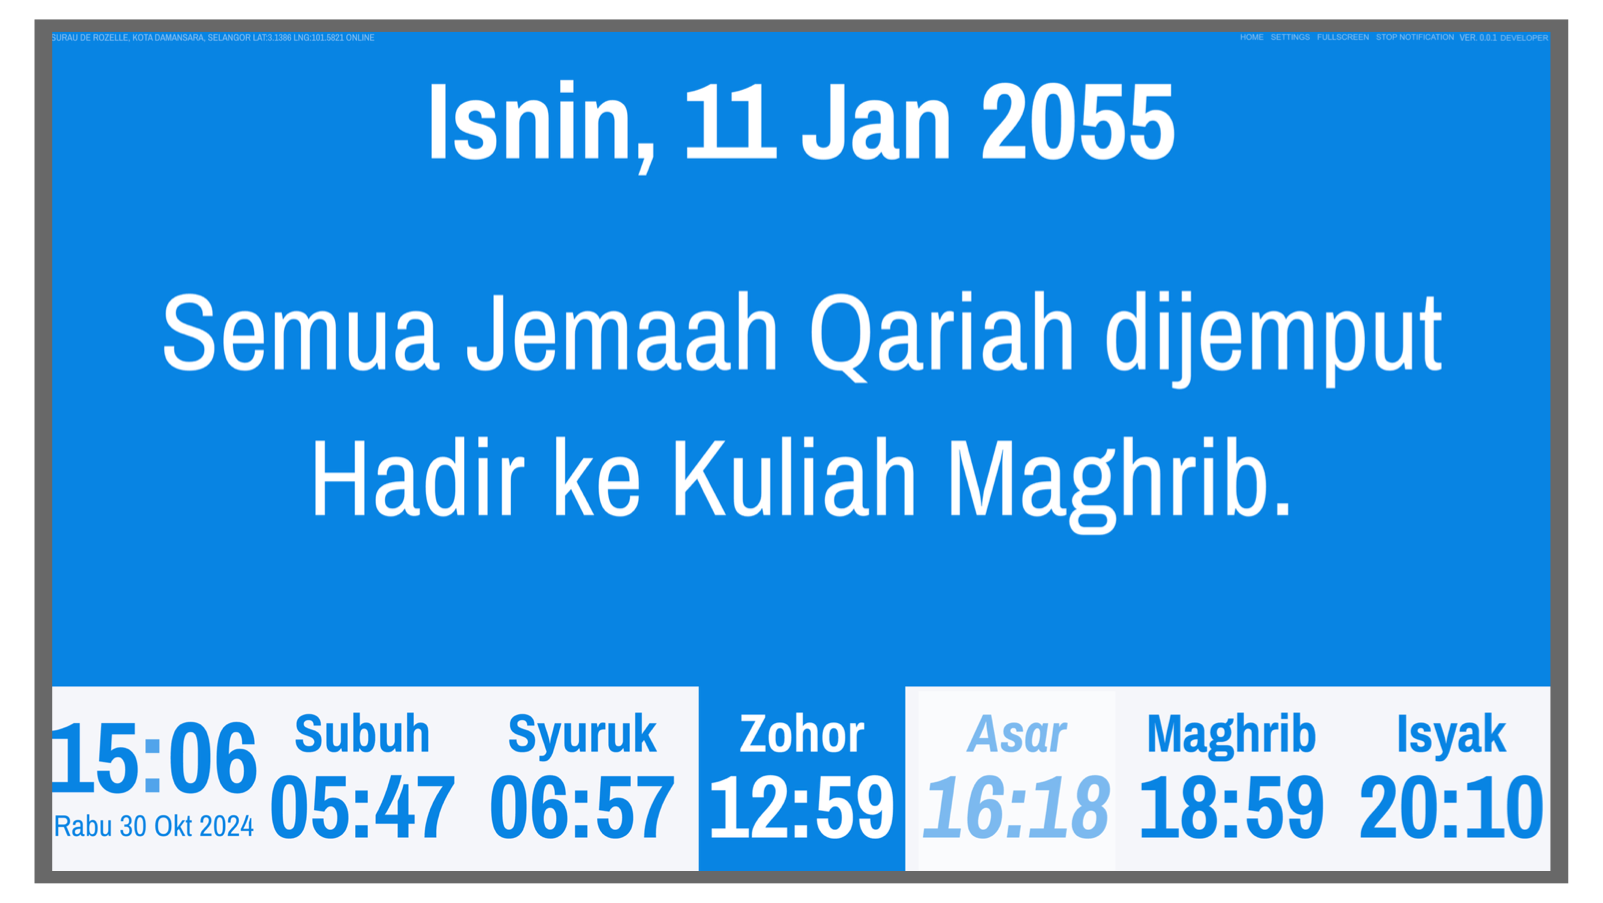 SURAU DE ROZELLE, KOTA DAMANSARA, SELANGOR LAT:3.1386 LNG:101.5821 ONLINE
HOME SETTINGS FULLSCREEN STOP NOTIFICATION VER. 0.0.1 DEVELOPER
Isnin, 11 Jan 2055
Semua Jemaah Qariah dijemput
Hadir ke Kuliah Maghrib.
15:06
Rabu 30 Okt 2024
Subuh
05:47
Syuruk
06:57
Zohor
12:59
Asar
16:18
Maghrib
18:59
Isyak
20:10